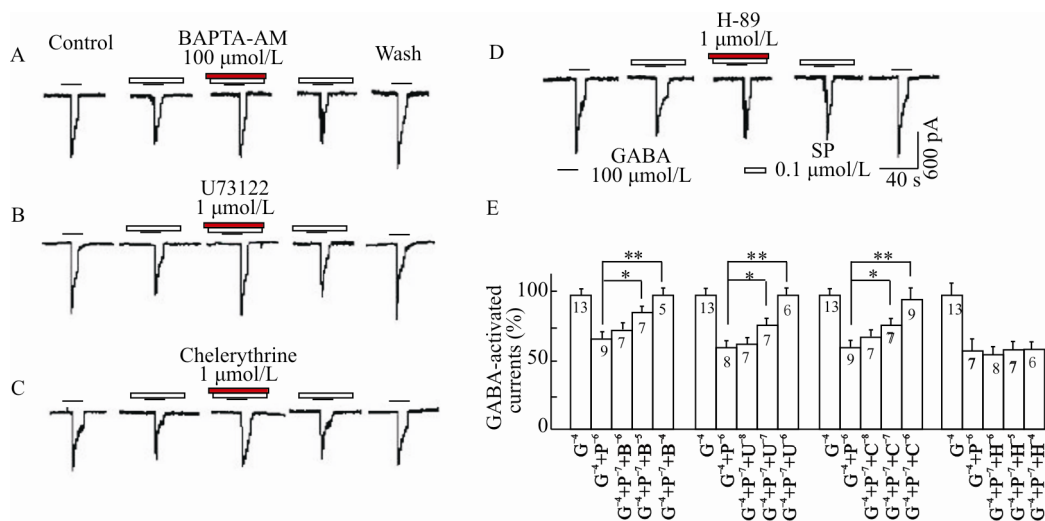 A
Control
BAPTA-AM
100 μmol/L
Wash
B
U73122
1 μmol/L
C
Chelerythrine
1 μmol/L
D
H-89
1 μmol/L
GABA
100 μmol/L
SP
0.1 μmol/L
40 s
600 pA
E
GABA-activated
currents (%)
100
50
0
** ** **
* * *
13 9 7 7 5
13 8 7 7 6
13 9 7 7 9
13 7 8 7 6
G⁻⁴
G⁻⁴+P⁻⁶
G⁻⁴+P⁻⁷+B⁻⁶
G⁻⁴+P⁻⁷+B⁻⁵
G⁻⁴+P⁻⁷+B⁻⁴
G⁻⁴
G⁻⁴+P⁻⁶
G⁻⁴+P⁻⁷+U⁻⁸
G⁻⁴+P⁻⁷+U⁻⁷
G⁻⁴+P⁻⁷+U⁻⁶
G⁻⁴
G⁻⁴+P⁻⁶
G⁻⁴+P⁻⁷+C⁻⁸
G⁻⁴+P⁻⁷+C⁻⁷
G⁻⁴+P⁻⁷+C⁻⁶
G⁻⁴
G⁻⁴+P⁻⁶
G⁻⁴+P⁻⁷+H⁻⁶
G⁻⁴+P⁻⁷+H⁻⁵
G⁻⁴+P⁻⁷+H⁻⁴